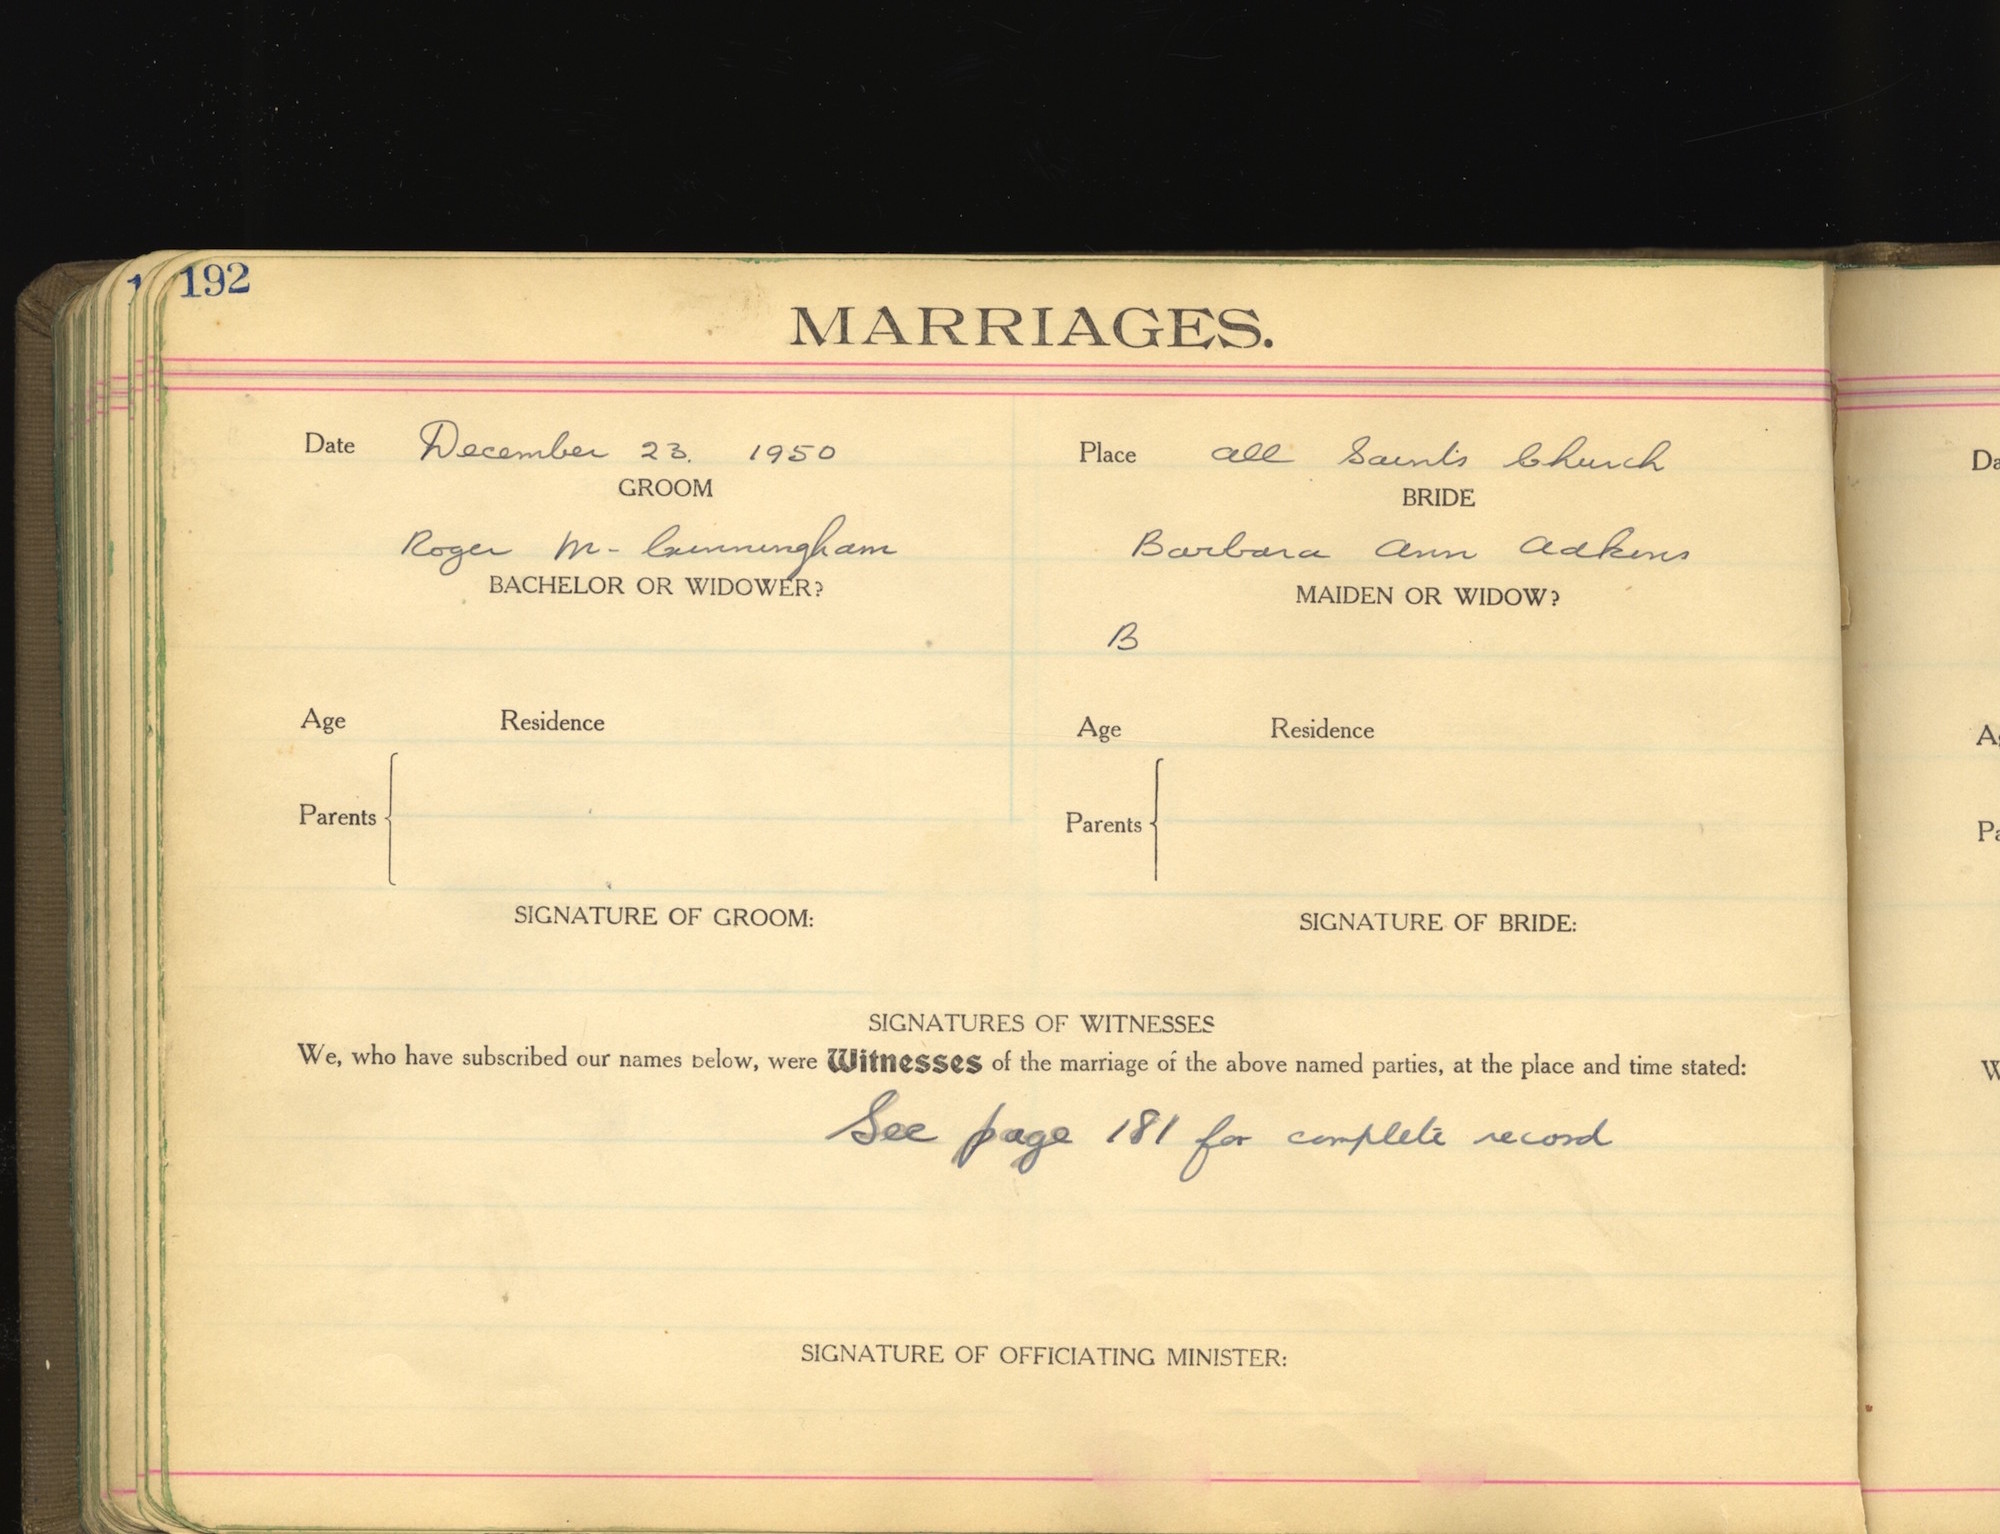 192
MARRIAGES.
Date December 23. 1950 Place All Saints Church
GROOM BRIDE
Roger M. Cunningham Barbara Ann Adkins
BACHELOR OR WIDOWER? MAIDEN OR WIDOW?
B
Age Residence Age Residence
Parents Parents
SIGNATURE OF GROOM: SIGNATURE OF BRIDE:
SIGNATURES OF WITNESSES
We, who have subscribed our names below, were Witnesses of the marriage of the above named parties, at the place and time stated:
See page 181 for complete record
SIGNATURE OF OFFICIATING MINISTER: